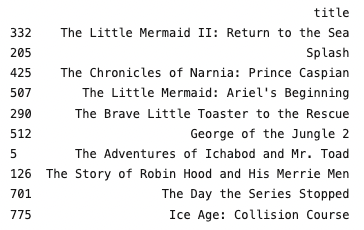 title
332 The Little Mermaid II: Return to the Sea
205 Splash
425 The Chronicles of Narnia: Prince Caspian
507 The Little Mermaid: Ariel's Beginning
290 The Brave Little Toaster to the Rescue
512 George of the Jungle 2
5 The Adventures of Ichabod and Mr. Toad
126 The Story of Robin Hood and His Merrie Men
701 The Day the Series Stopped
775 Ice Age: Collision Course